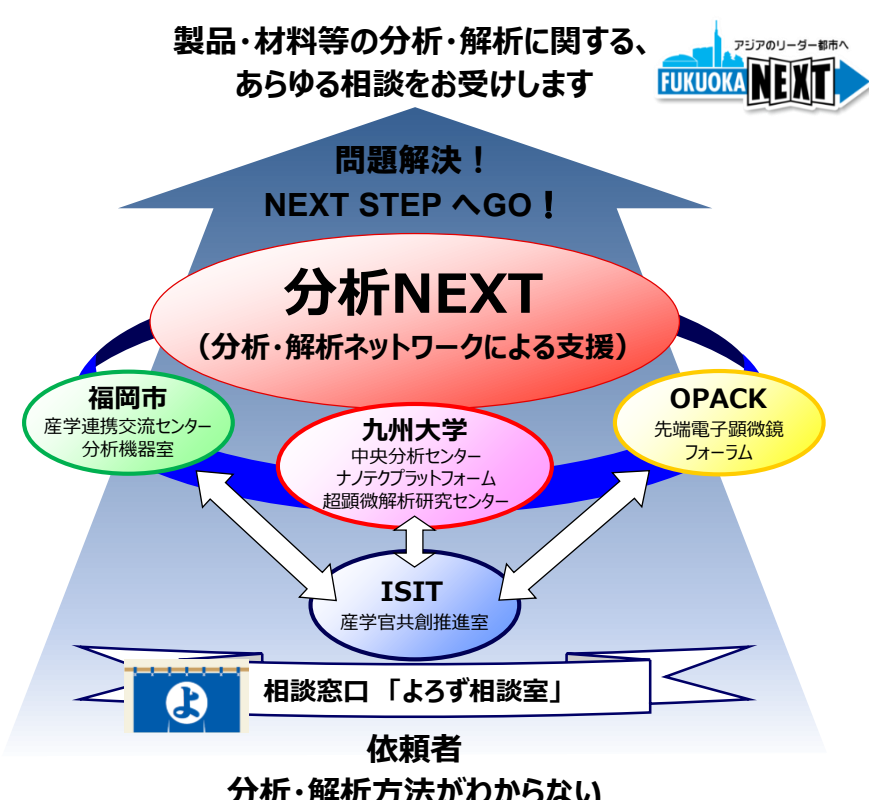 製品・材料等の分析・解析に関する、
あらゆる相談をお受けします
アジアのリーダー都市へ
FUKUOKA NEXT
問題解決！
NEXT STEP へGO！
分析NEXT
（分析・解析ネットワークによる支援）
福岡市
産学連携交流センター
分析機器室
九州大学
中央分析センター
ナノテクプラットフォーム
超顕微解析研究センター
OPACK
先端電子顕微鏡
フォーラム
ISIT
産学官共創推進室
よ
相談窓口 「よろず相談室」
依頼者
分析・解析方法がわからない